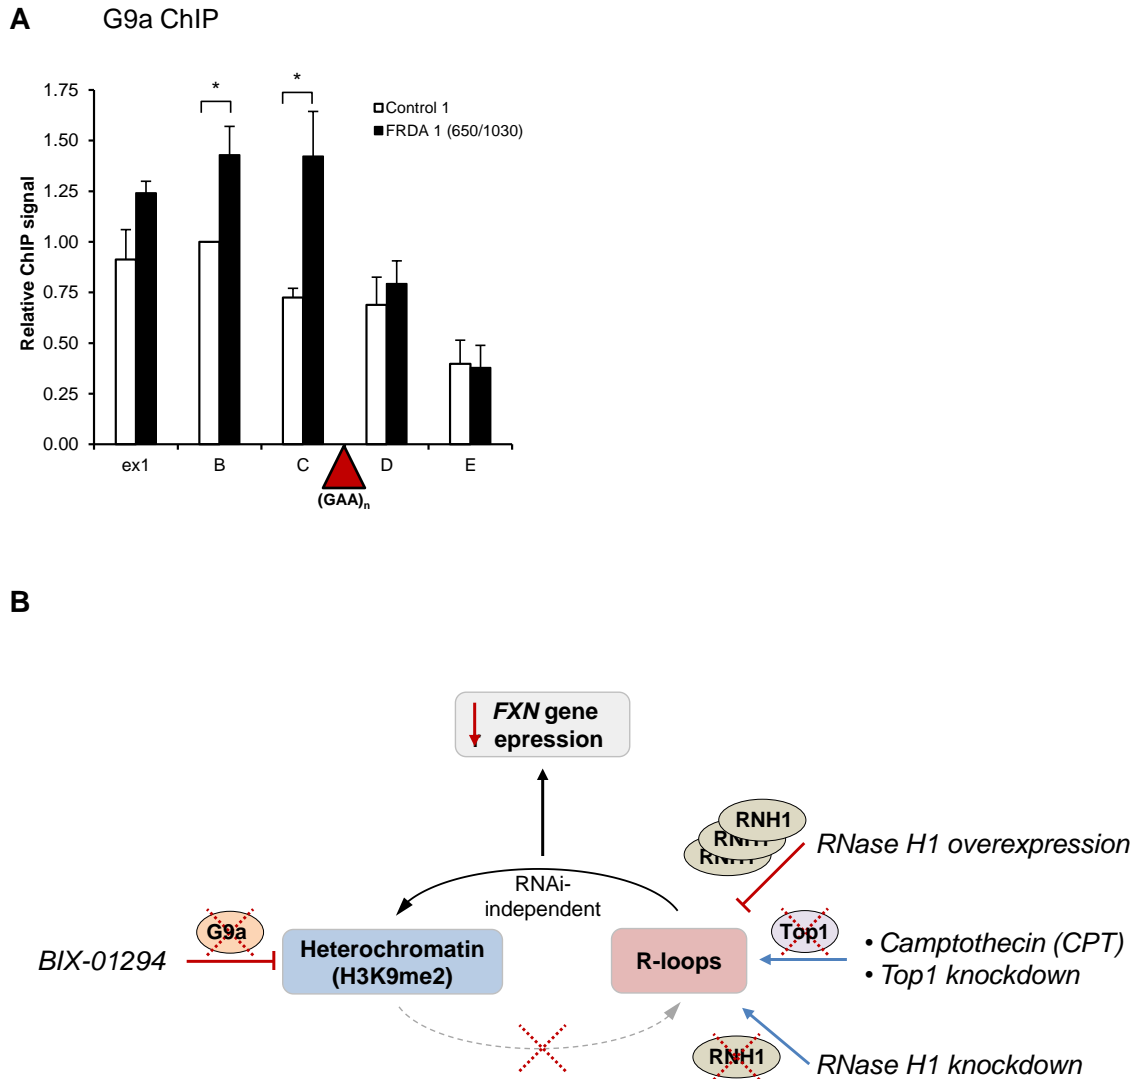 A
G9a ChIP
* *
Control 1
FRDA 1 (650/1030)
Relative ChIP signal
1.75
1.50
1.25
1.00
0.75
0.50
0.25
0.00
ex1 B C D E
(GAA)n
B
FXN gene
epression
RNH1
RNH1
RNH1
RNase H1 overexpression
RNAi-
independent
G9a
Top1
BIX-01294
Heterochromatin
(H3K9me2)
R-loops
• Camptothecin (CPT)
• Top1 knockdown
RNH1
RNase H1 knockdown